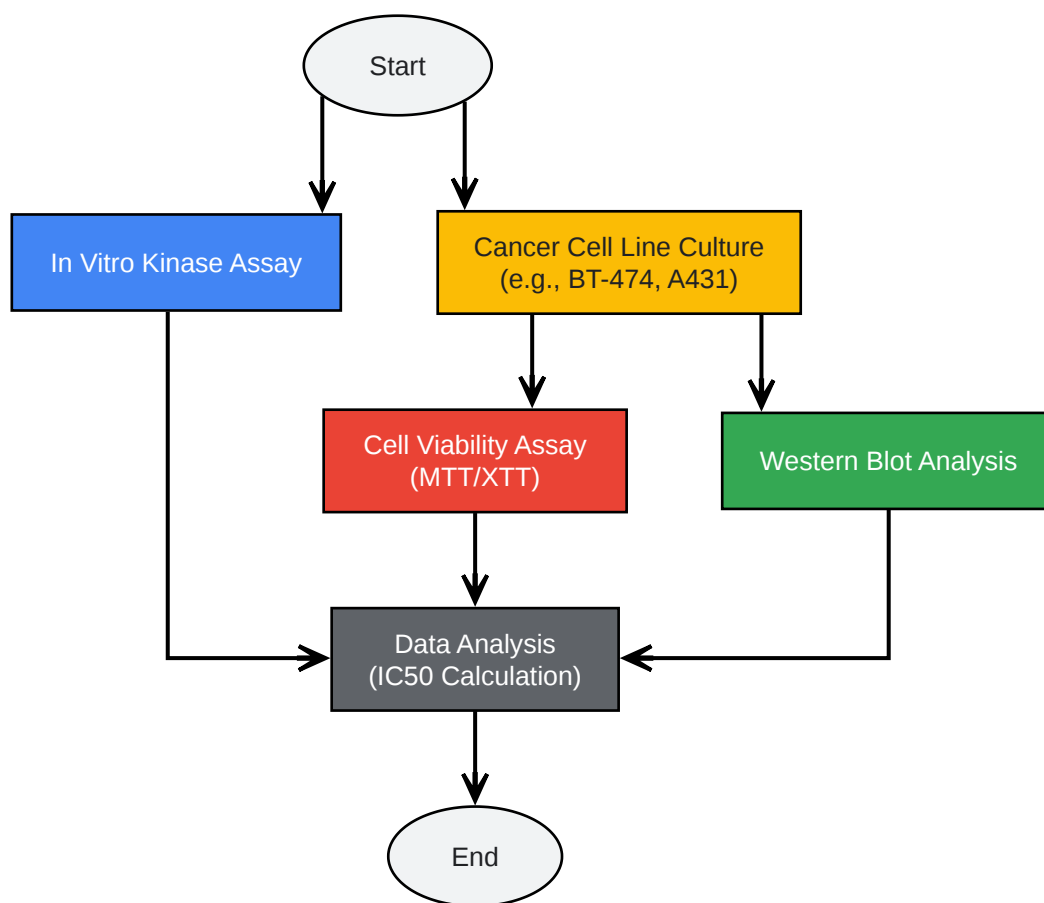 Start
In Vitro Kinase Assay
Cancer Cell Line Culture
(e.g., BT-474, A431)
Cell Viability Assay
(MTT/XTT)
Western Blot Analysis
Data Analysis
(IC50 Calculation)
End